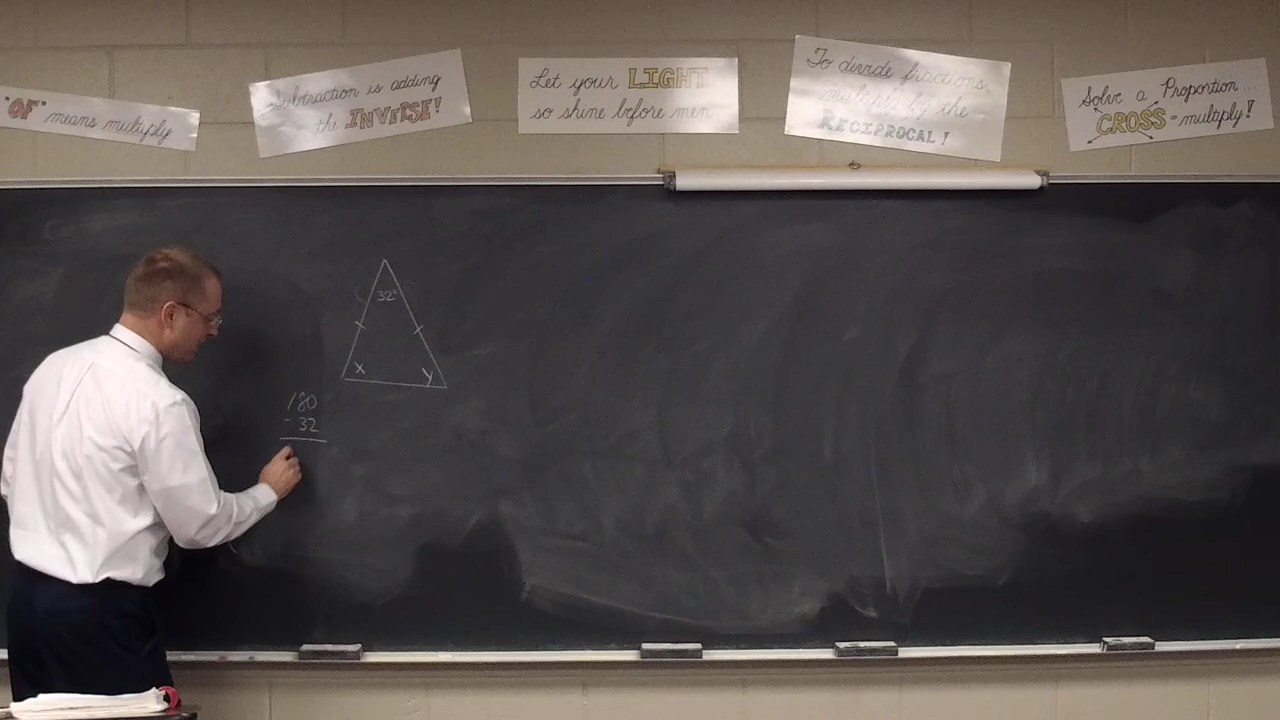 "OF" means multiply
Subtraction is adding
the INVERSE!
Let your LIGHT
so shine before men
To divide fractions,
multiply by the
RECIPROCAL!
Solve a Proportion...
CROSS-multiply!
32°
X
y
180
-32